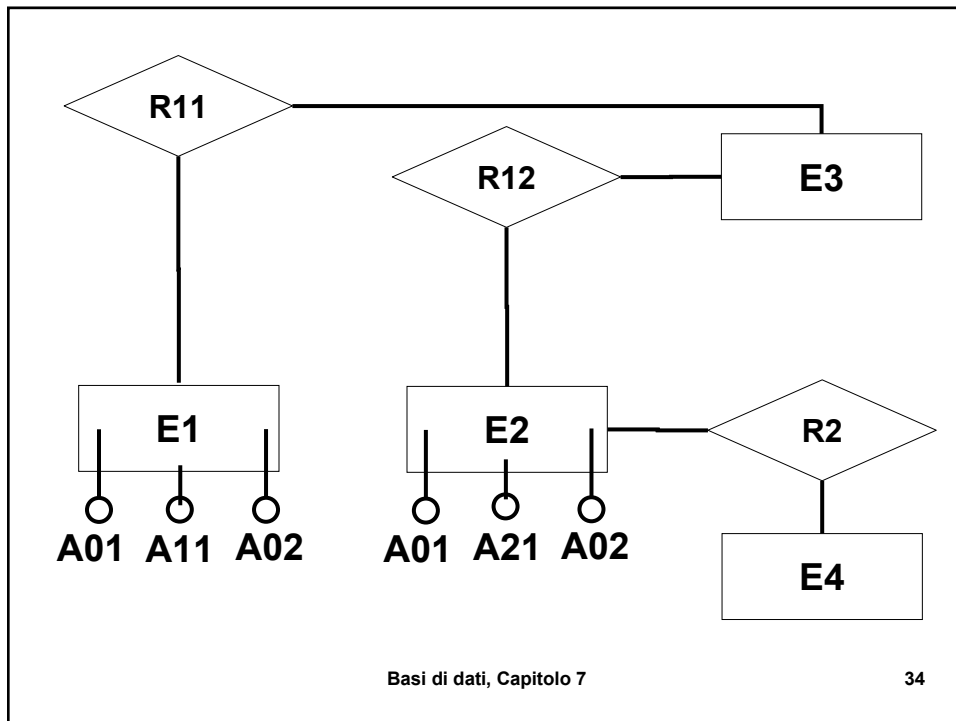 R11
R12
E3
E1
E2
R2
A01 A11 A02
A01 A21 A02
E4
Basi di dati, Capitolo 7
34